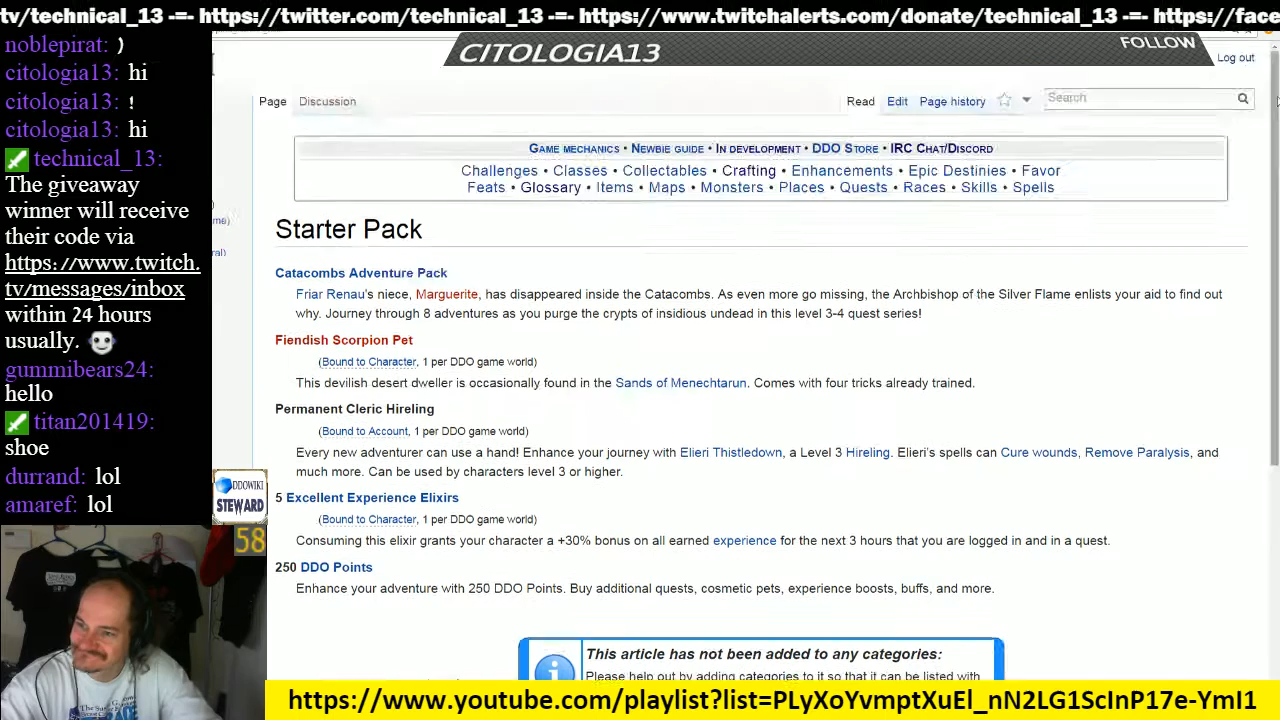 tv/technical_13 -=- https://twitter.com/technical_13 -=- https://www.twitchalerts.com/donate/technical_13 -=- https://face
noblepirat: )
citologia13: hi
citologia13: !
citologia13: hi
technical_13:
The giveaway
winner will receive
their code via
https://www.twitch.
tv/messages/inbox
within 24 hours
usually.
gummibears24:
hello
titan201419:
shoe
durrand: lol
amaref: lol
CITOLOGIA13
FOLLOW
Log out
Page Discussion
Read Edit Page history
Search
GAME MECHANICS • NEWBIE GUIDE • IN DEVELOPMENT • DDO STORE • IRC CHAT/DISCORD
Challenges • Classes • Collectables • Crafting • Enhancements • Epic Destinies • Favor
Feats • Glossary • Items • Maps • Monsters • Places • Quests • Races • Skills • Spells
Starter Pack
Catacombs Adventure Pack
Friar Renau's niece, Marguerite, has disappeared inside the Catacombs. As even more go missing, the Archbishop of the Silver Flame enlists your aid to find out
why. Journey through 8 adventures as you purge the crypts of insidious undead in this level 3-4 quest series!
Fiendish Scorpion Pet
(Bound to Character, 1 per DDO game world)
This devilish desert dweller is occasionally found in the Sands of Menechtarun. Comes with four tricks already trained.
Permanent Cleric Hireling
(Bound to Account, 1 per DDO game world)
Every new adventurer can use a hand! Enhance your journey with Elieri Thistledown, a Level 3 Hireling. Elieri's spells can Cure wounds, Remove Paralysis, and
much more. Can be used by characters level 3 or higher.
5 Excellent Experience Elixirs
(Bound to Character, 1 per DDO game world)
Consuming this elixir grants your character a +30% bonus on all earned experience for the next 3 hours that you are logged in and in a quest.
250 DDO Points
Enhance your adventure with 250 DDO Points. Buy additional quests, cosmetic pets, experience boosts, buffs, and more.
This article has not been added to any categories:
Please help out by adding categories to it so that it can be listed with
DDOWIKI
STEWARD
58
https://www.youtube.com/playlist?list=PLyXoYvmptXuEl_nN2LG1ScInP17e-YmI1